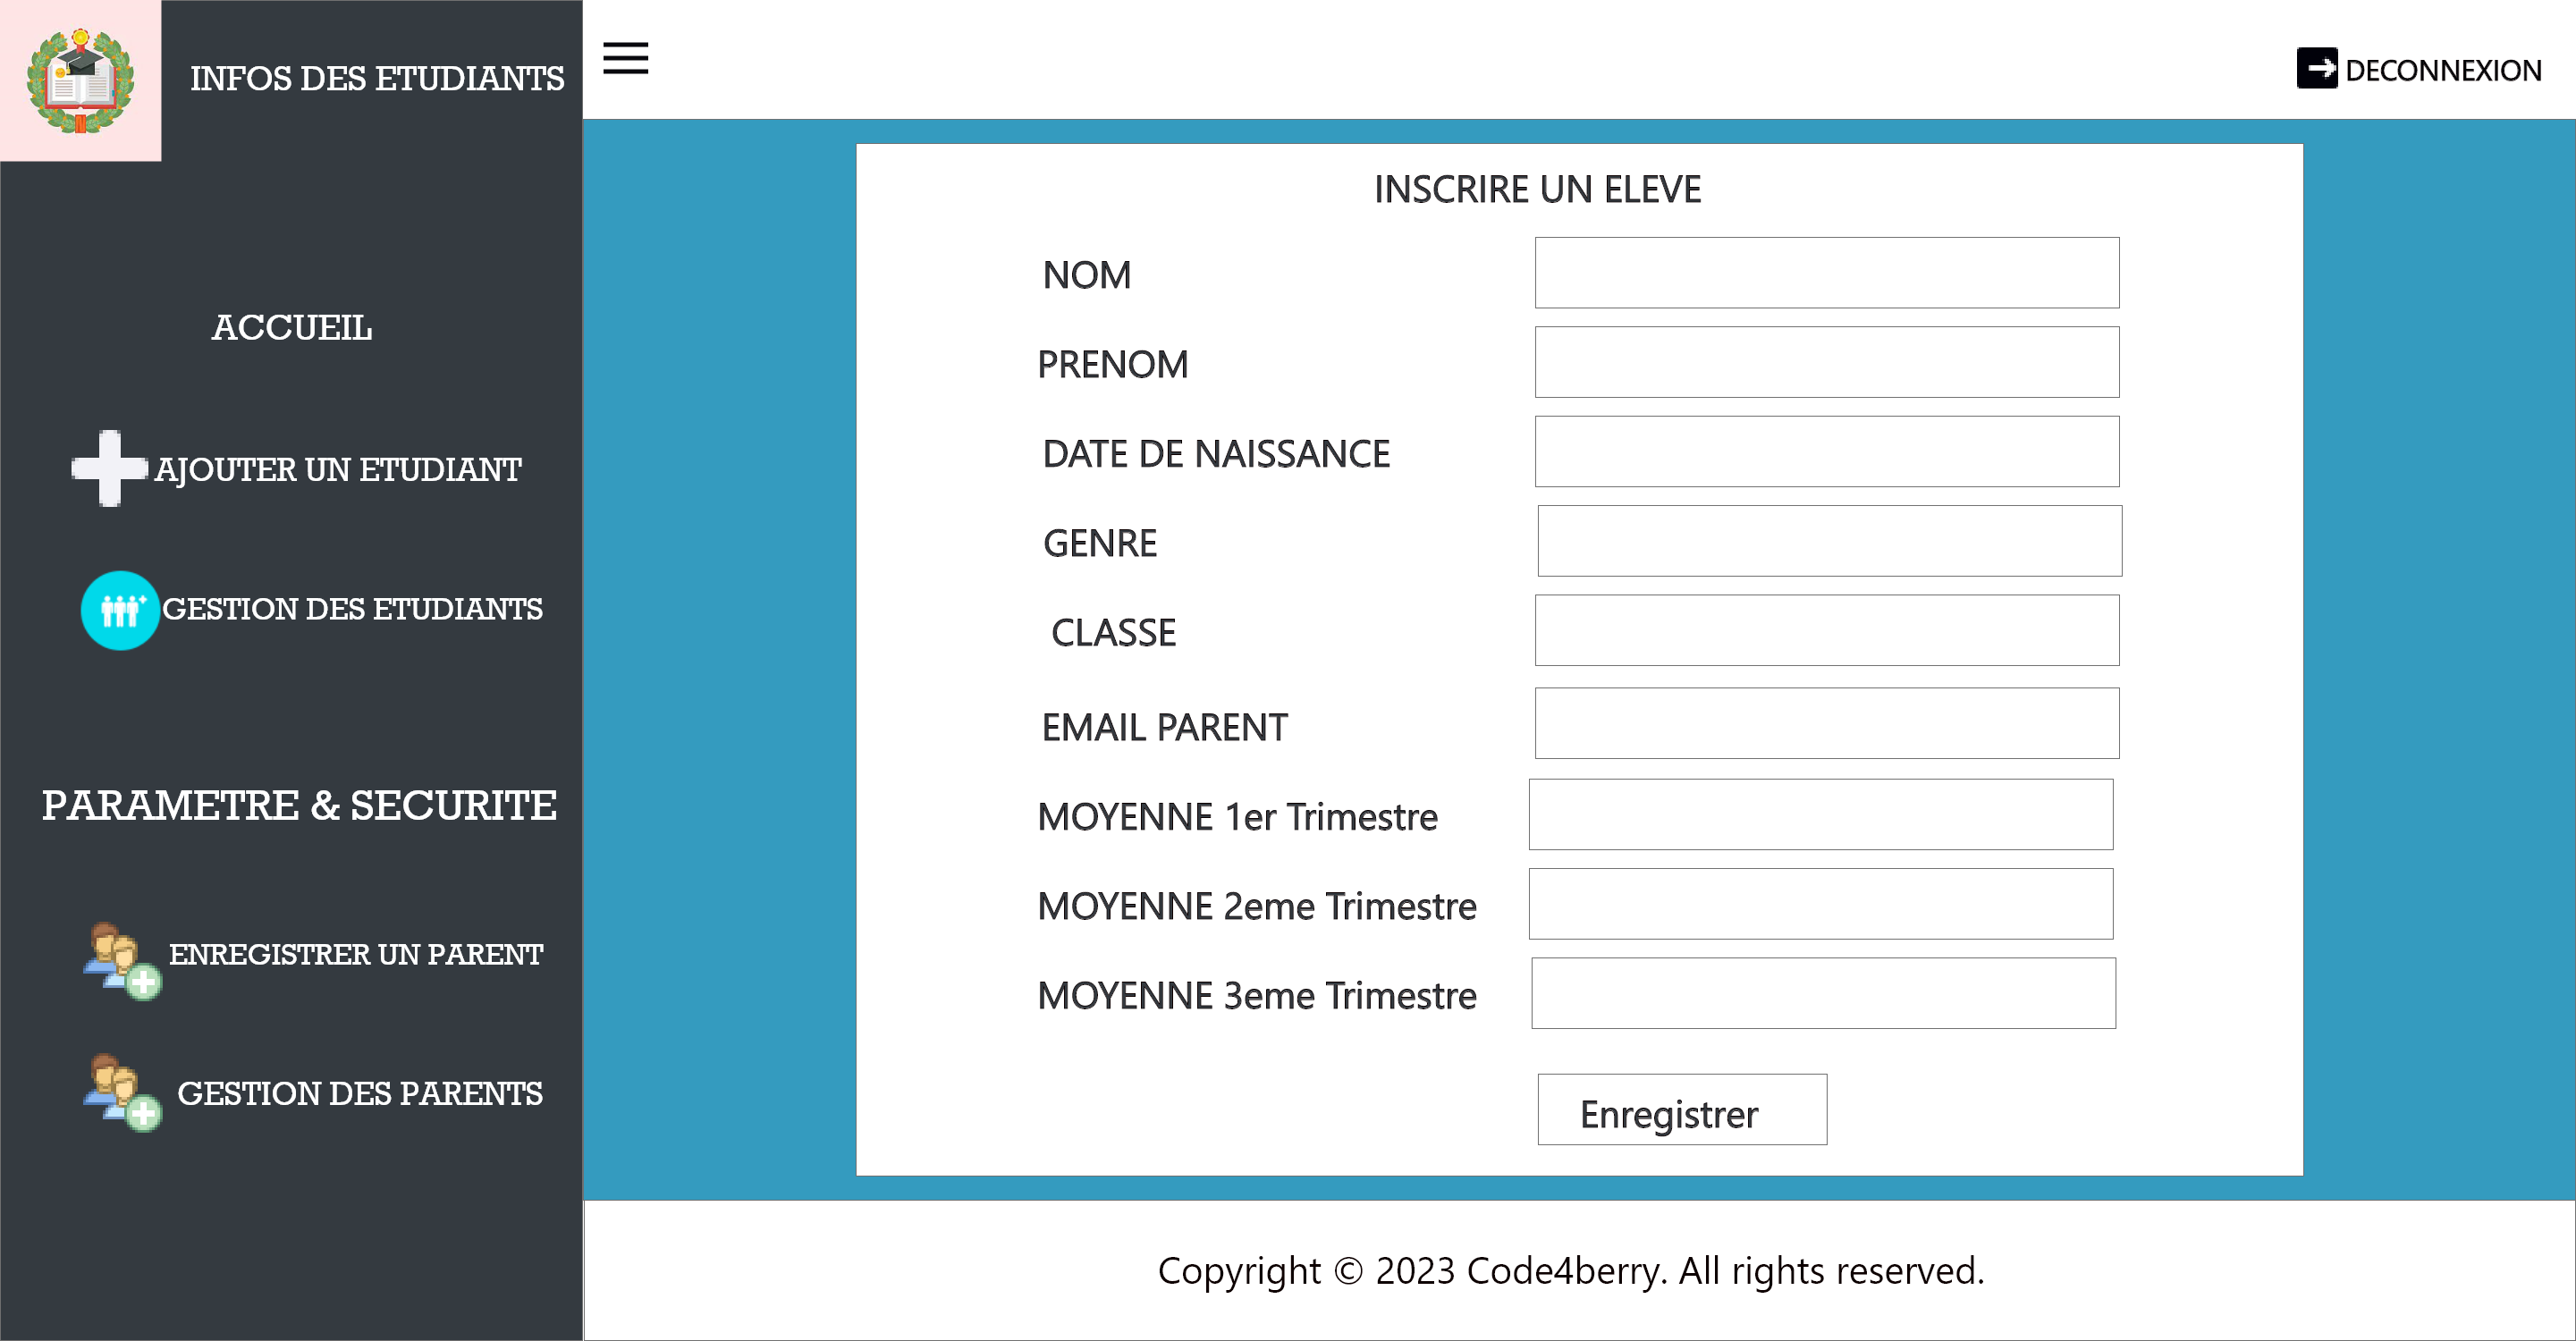 INFOS DES ETUDIANTS
DECONNEXION
ACCUEIL
AJOUTER UN ETUDIANT
GESTION DES ETUDIANTS
PARAMETRE & SECURITE
ENREGISTRER UN PARENT
GESTION DES PARENTS
INSCRIRE UN ELEVE
NOM
PRENOM
DATE DE NAISSANCE
GENRE
CLASSE
EMAIL PARENT
MOYENNE 1er Trimestre
MOYENNE 2eme Trimestre
MOYENNE 3eme Trimestre
Enregistrer
Copyright © 2023 Code4berry. All rights reserved.